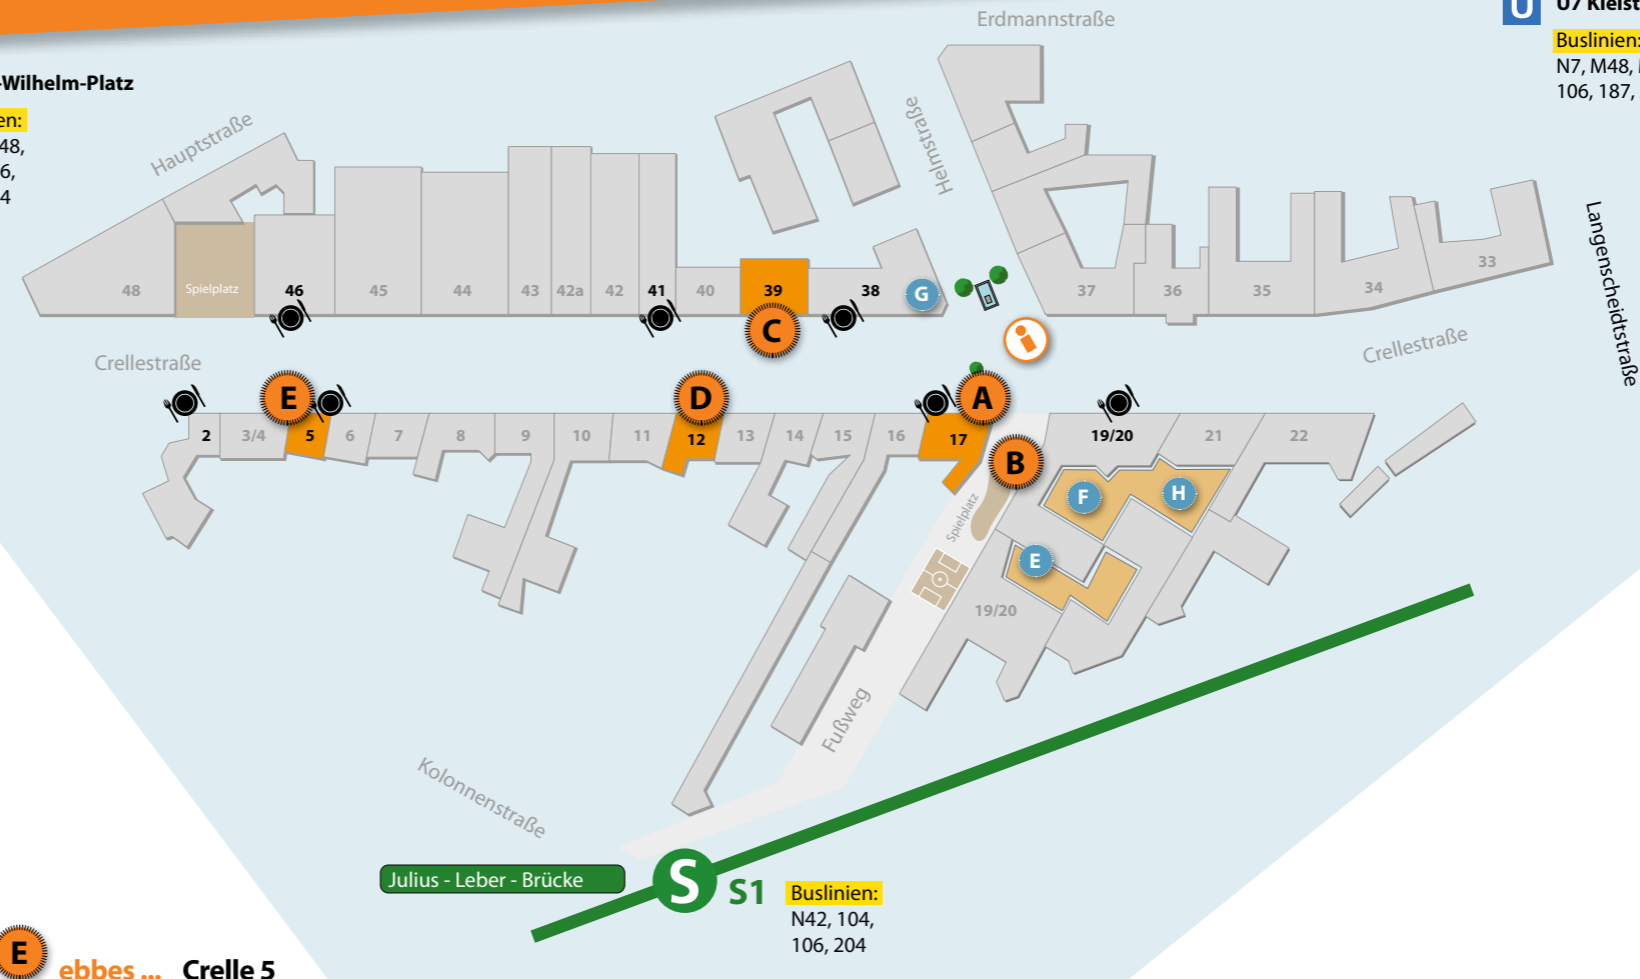 Erdmannstraße
U
U7 Kleist
Buslinien:
N7, M48,
106, 187,
-Wilhelm-Platz
en:
48,
6,
4
Hauptstraße
Helmstraße
Langenscheidtstraße
48
Spielplatz
46
45
44
43
42a
42
41
40
39
38
G
37
36
35
34
33
C
Crellestraße
Crellestraße
E
D
A
2
3/4
5
6
7
8
9
10
11
12
13
14
15
16
17
19/20
21
22
B
F
H
E
Spielplatz
19/20
Fußweg
Kolonnenstraße
Julius - Leber - Brücke
S
S1
Buslinien:
N42, 104,
106, 204
E
ebbes ... Crelle 5